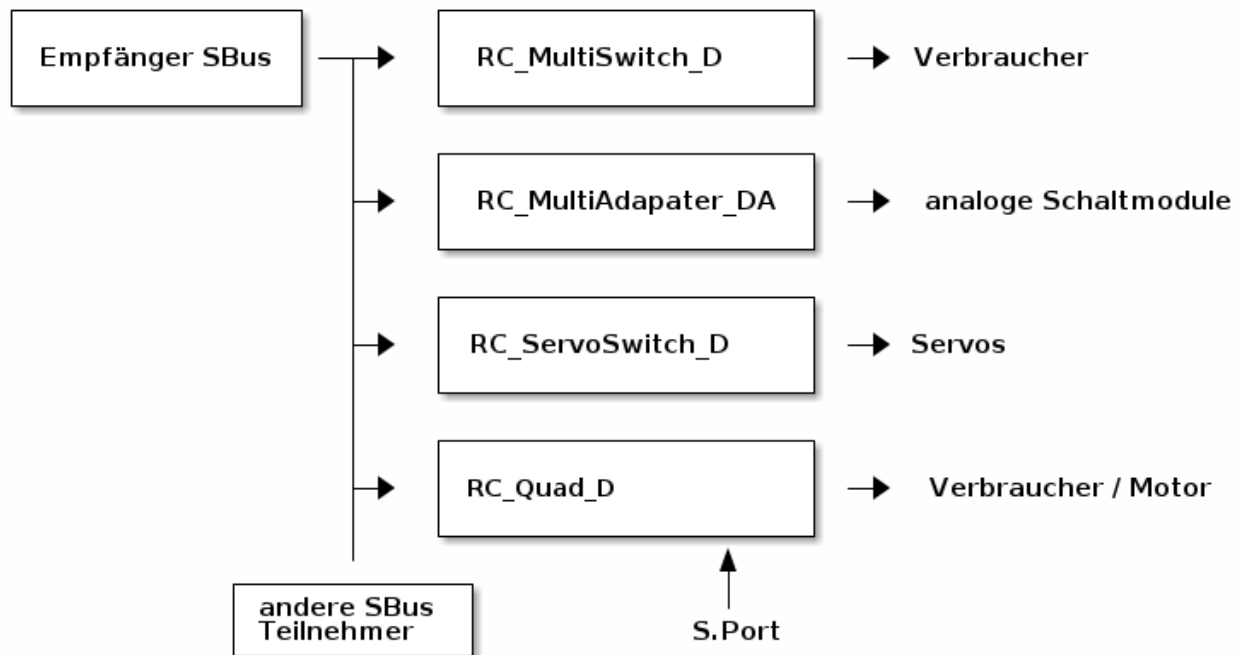 Empfänger SBus
RC_MultiSwitch_D
Verbraucher
RC_MultiAdapater_DA
analoge Schaltmodule
RC_ServoSwitch_D
Servos
RC_Quad_D
Verbraucher / Motor
andere SBus
Teilnehmer
S.Port